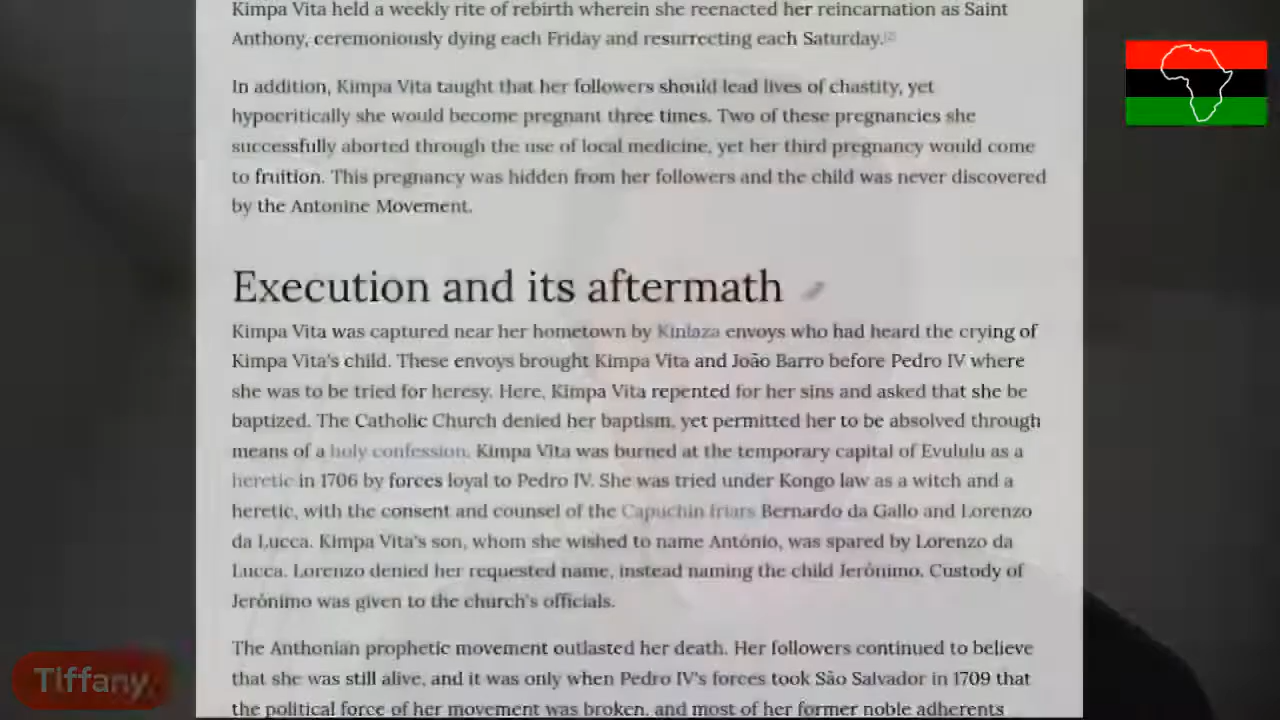 Kimpa Vita held a weekly rite of rebirth wherein she reenacted her reincarnation as Saint
Anthony, ceremoniously dying each Friday and resurrecting each Saturday.
In addition, Kimpa Vita taught that her followers should lead lives of chastity, yet
hypocritically she would become pregnant three times. Two of these pregnancies she
successfully aborted through the use of local medicine, yet her third pregnancy would come
to fruition. This pregnancy was hidden from her followers and the child was never discovered
by the Antonine Movement.
Execution and its aftermath
Kimpa Vita was captured near her hometown by Kinlaza envoys who had heard the crying of
Kimpa Vita's child. These envoys brought Kimpa Vita and João Barro before Pedro IV where
she was to be tried for heresy. Here, Kimpa Vita repented for her sins and asked that she be
baptized. The Catholic Church denied her baptism, yet permitted her to be absolved through
means of a holy confession. Kimpa Vita was burned at the temporary capital of Evululu as a
heretic in 1706 by forces loyal to Pedro IV. She was tried under Kongo law as a witch and a
heretic, with the consent and counsel of the Capuchin friars Bernardo da Gallo and Lorenzo
da Lucca. Kimpa Vita's son, whom she wished to name António, was spared by Lorenzo da
Lucca. Lorenzo denied her requested name, instead naming the child Jerónimo. Custody of
Jerónimo was given to the church's officials.
The Anthonian prophetic movement outlasted her death. Her followers continued to believe
that she was still alive, and it was only when Pedro IV's forces took São Salvador in 1709 that
the political force of her movement was broken, and most of her former noble adherents
Tiffany